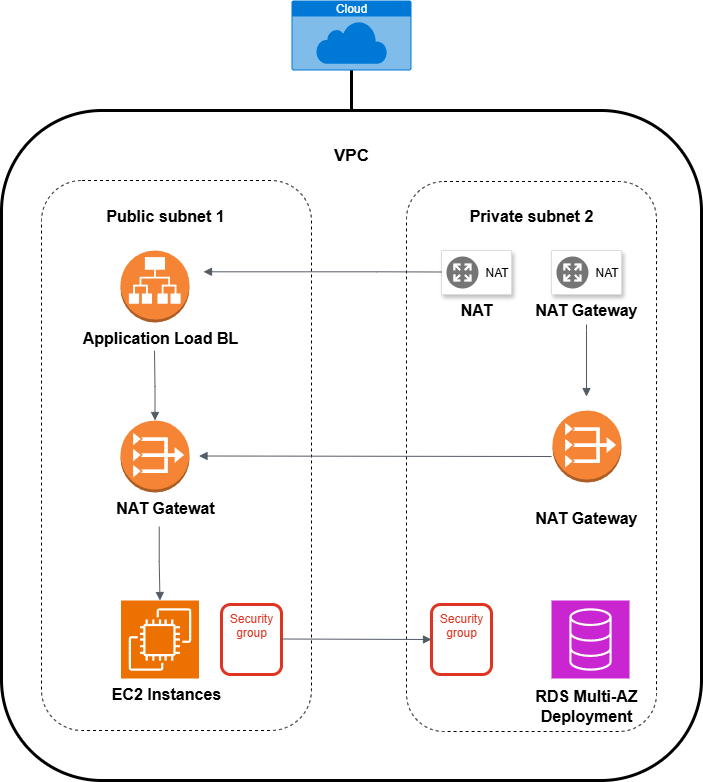 Cloud
VPC
Public subnet 1
Private subnet 2
NAT
NAT
NAT
NAT Gateway
Application Load BL
NAT Gatewat
NAT Gateway
Security
group
Security
group
EC2 Instances
RDS Multi-AZ
Deployment